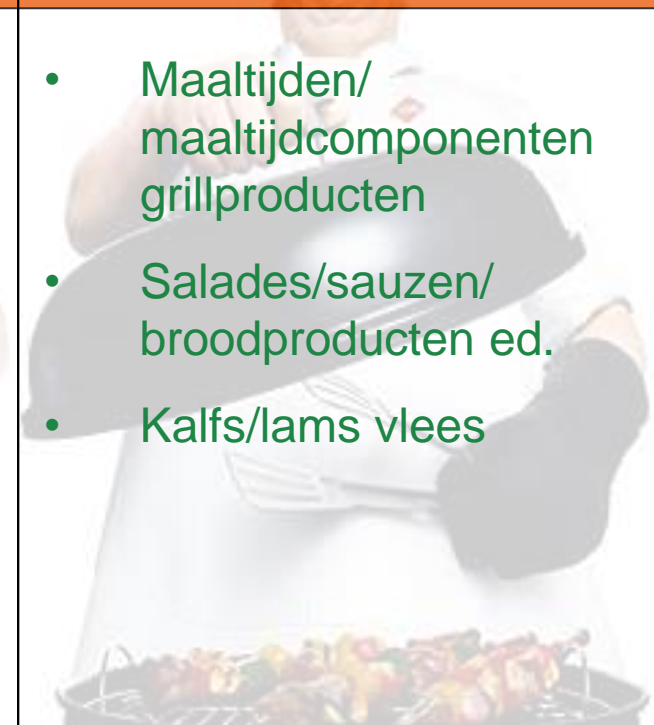 • Maaltijden/
maaltijdcomponenten
grillproducten
• Salades/sauzen/
broodproducten ed.
• Kalfs/lams vlees